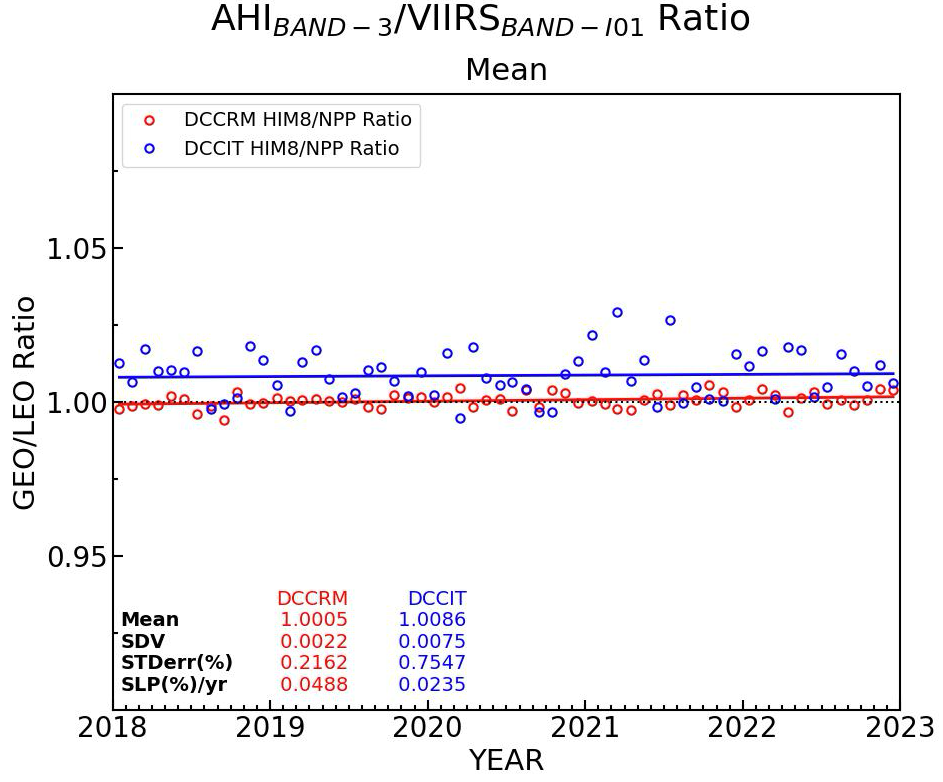 AHI_BAND-3/VIIRS_BAND-I01 Ratio
Mean
DCCRM HIM8/NPP Ratio
DCCIT HIM8/NPP Ratio
1.05
1.00
0.95
GEO/LEO Ratio
DCCRM DCCIT
Mean 1.0005 1.0086
SDV 0.0022 0.0075
STDerr(%) 0.2162 0.7547
SLP(%)/yr 0.0488 0.0235
2018 2019 2020 2021 2022 2023
YEAR